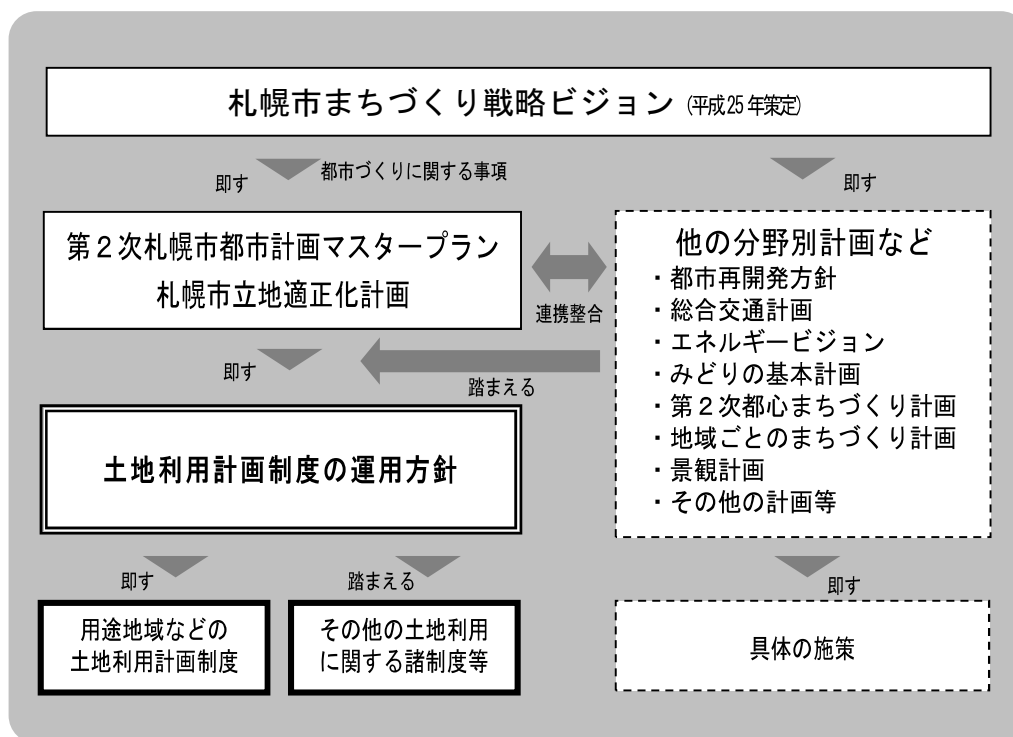 札幌市まちづくり戦略ビジョン (平成25年策定)
即す
都市づくりに関する事項
即す
第２次札幌市都市計画マスタープラン
札幌市立地適正化計画
連携整合
他の分野別計画など
・都市再開発方針
・総合交通計画
・エネルギービジョン
・みどりの基本計画
・第２次都心まちづくり計画
・地域ごとのまちづくり計画
・景観計画
・その他の計画等
即す
踏まえる
土地利用計画制度の運用方針
即す
踏まえる
即す
用途地域などの
土地利用計画制度
その他の土地利用
に関する諸制度等
具体の施策